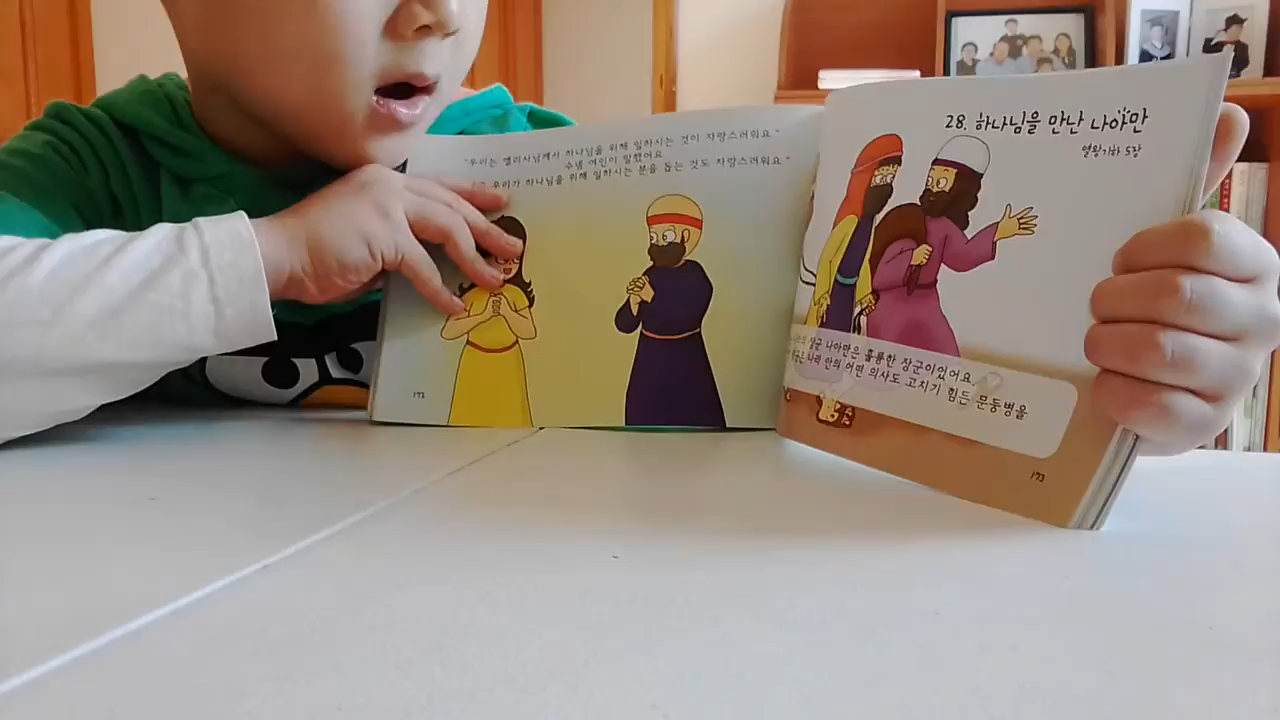 "우리는 엘리사님께서 하나님을 위해 일하시는 것이 자랑스러워요."
수넴 여인이 말했어요
우리가 하나님을 위해 일하시는 분을 돕는 것도 자랑스러워요"
172
28. 하나님을 만난 나아만
열왕기하 5장
장군 나아만은 훌륭한 장군이었어요.
나라 안의 어떤 의사도 고치기 힘든 문둥병을
173